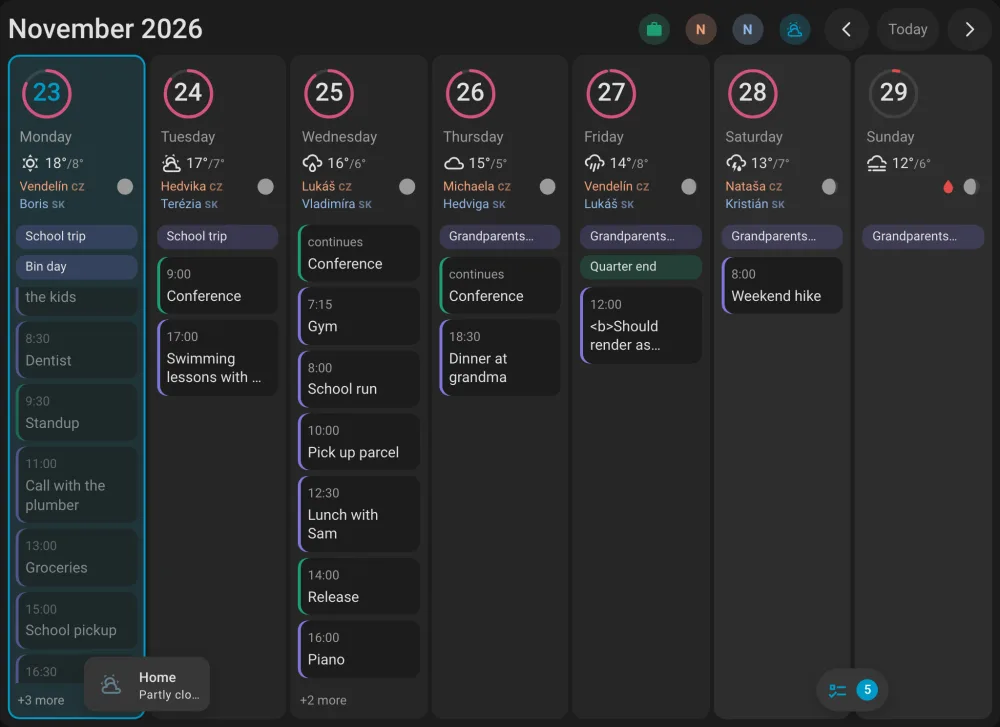 November 2026
N
N
Today
23
Monday
18°/8°
Vendelín CZ
Boris SK
School trip
Bin day
the kids
8:30
Dentist
9:30
Standup
11:00
Call with the
plumber
13:00
Groceries
15:00
School pickup
16:30
+3 more
24
Tuesday
17°/7°
Hedvika CZ
Terézia SK
School trip
9:00
Conference
17:00
Swimming
lessons with ...
25
Wednesday
16°/6°
Lukáš CZ
Vladimíra SK
continues
Conference
7:15
Gym
8:00
School run
10:00
Pick up parcel
12:30
Lunch with
Sam
14:00
Release
16:00
Piano
+2 more
26
Thursday
15°/5°
Michaela CZ
Hedviga SK
Grandparents...
continues
Conference
18:30
Dinner at
grandma
27
Friday
14°/8°
Vendelín CZ
Lukáš SK
Grandparents...
Quarter end
12:00
<b>Should
render as...
28
Saturday
13°/7°
Nataša CZ
Kristián SK
Grandparents...
8:00
Weekend hike
29
Sunday
12°/6°
Grandparents...
Home
Partly clo...
5